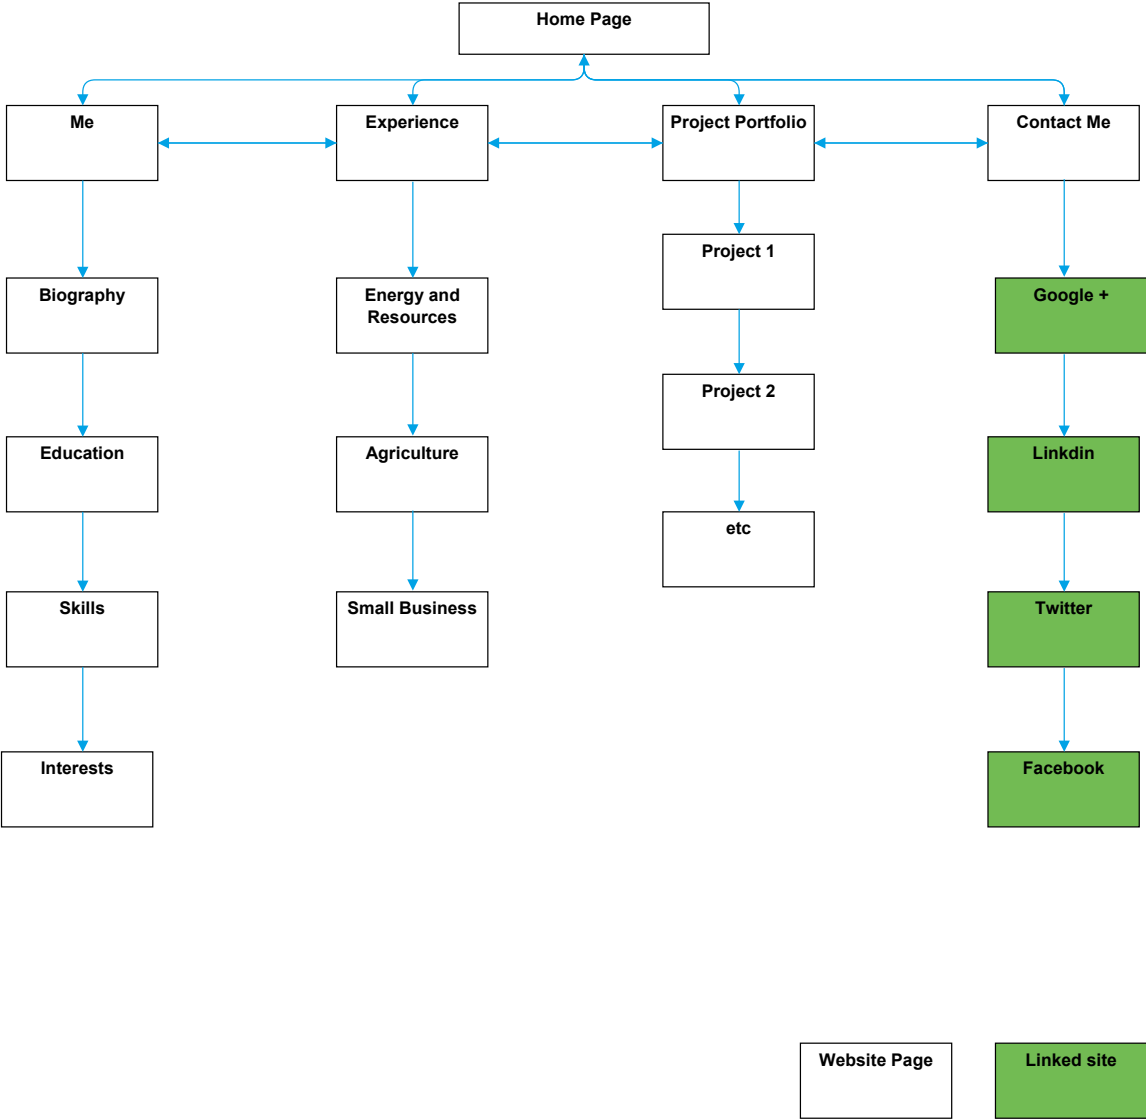 Home Page
Me
Experience
Project Portfolio
Contact Me
Project 1
Biography
Energy and
Resources
Google +
Project 2
Education
Agriculture
Linkdin
etc
Skills
Small Business
Twitter
Interests
Facebook
Website Page
Linked site